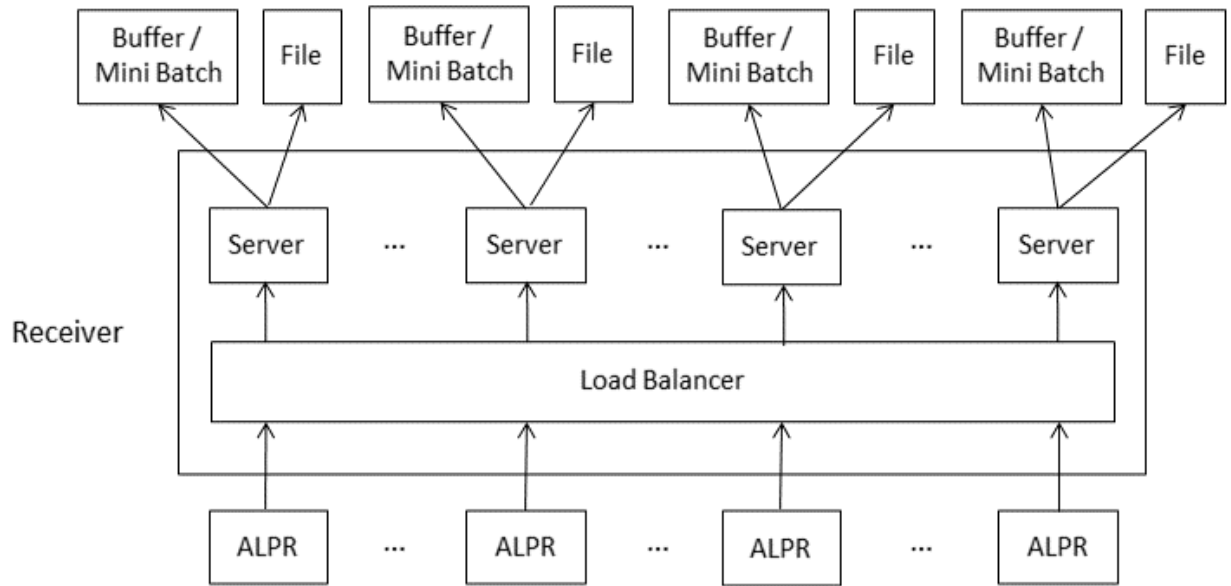 Buffer /
Mini Batch
File
Buffer /
Mini Batch
File
Buffer /
Mini Batch
File
Buffer /
Mini Batch
File
Server
...
Server
...
Server
...
Server
Receiver
Load Balancer
ALPR
...
ALPR
...
ALPR
...
ALPR